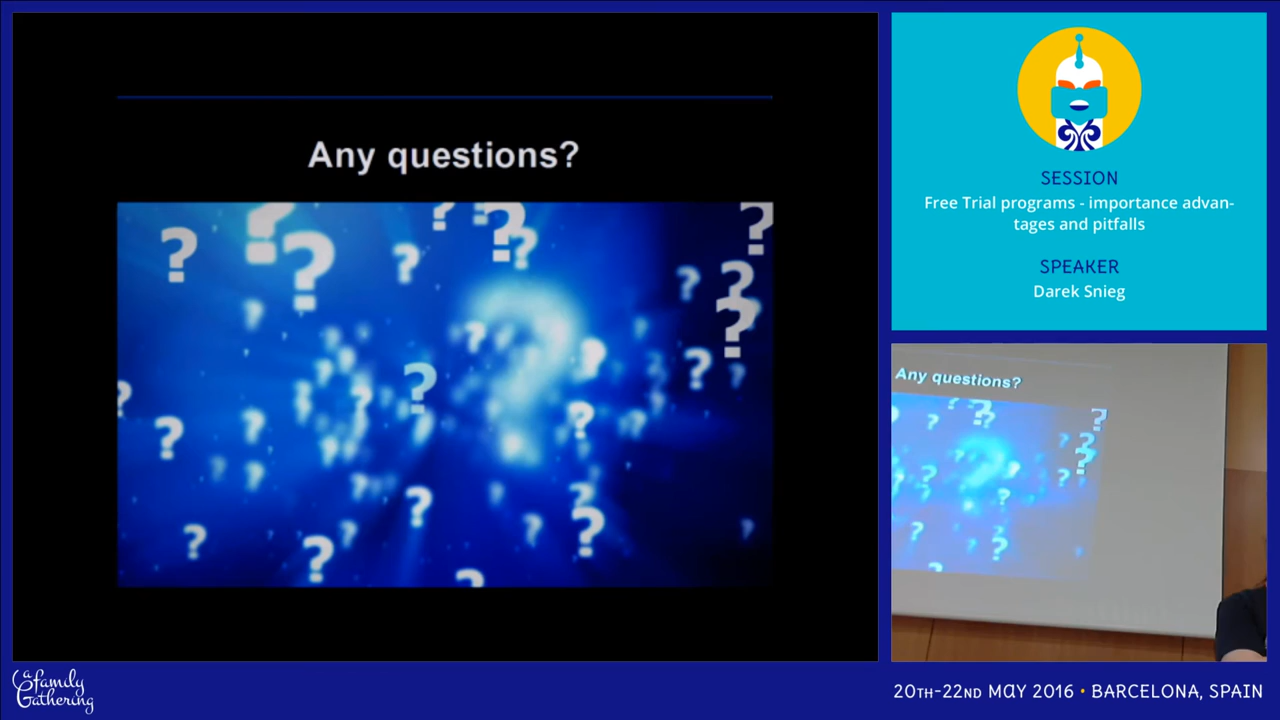 Any questions?
SESSION
Free Trial programs - importance advan-
tages and pitfalls
SPEAKER
Darek Snieg
Any questions?
a family
Gathering
20TH-22ND MAY 2016 • BARCELONA, SPAIN